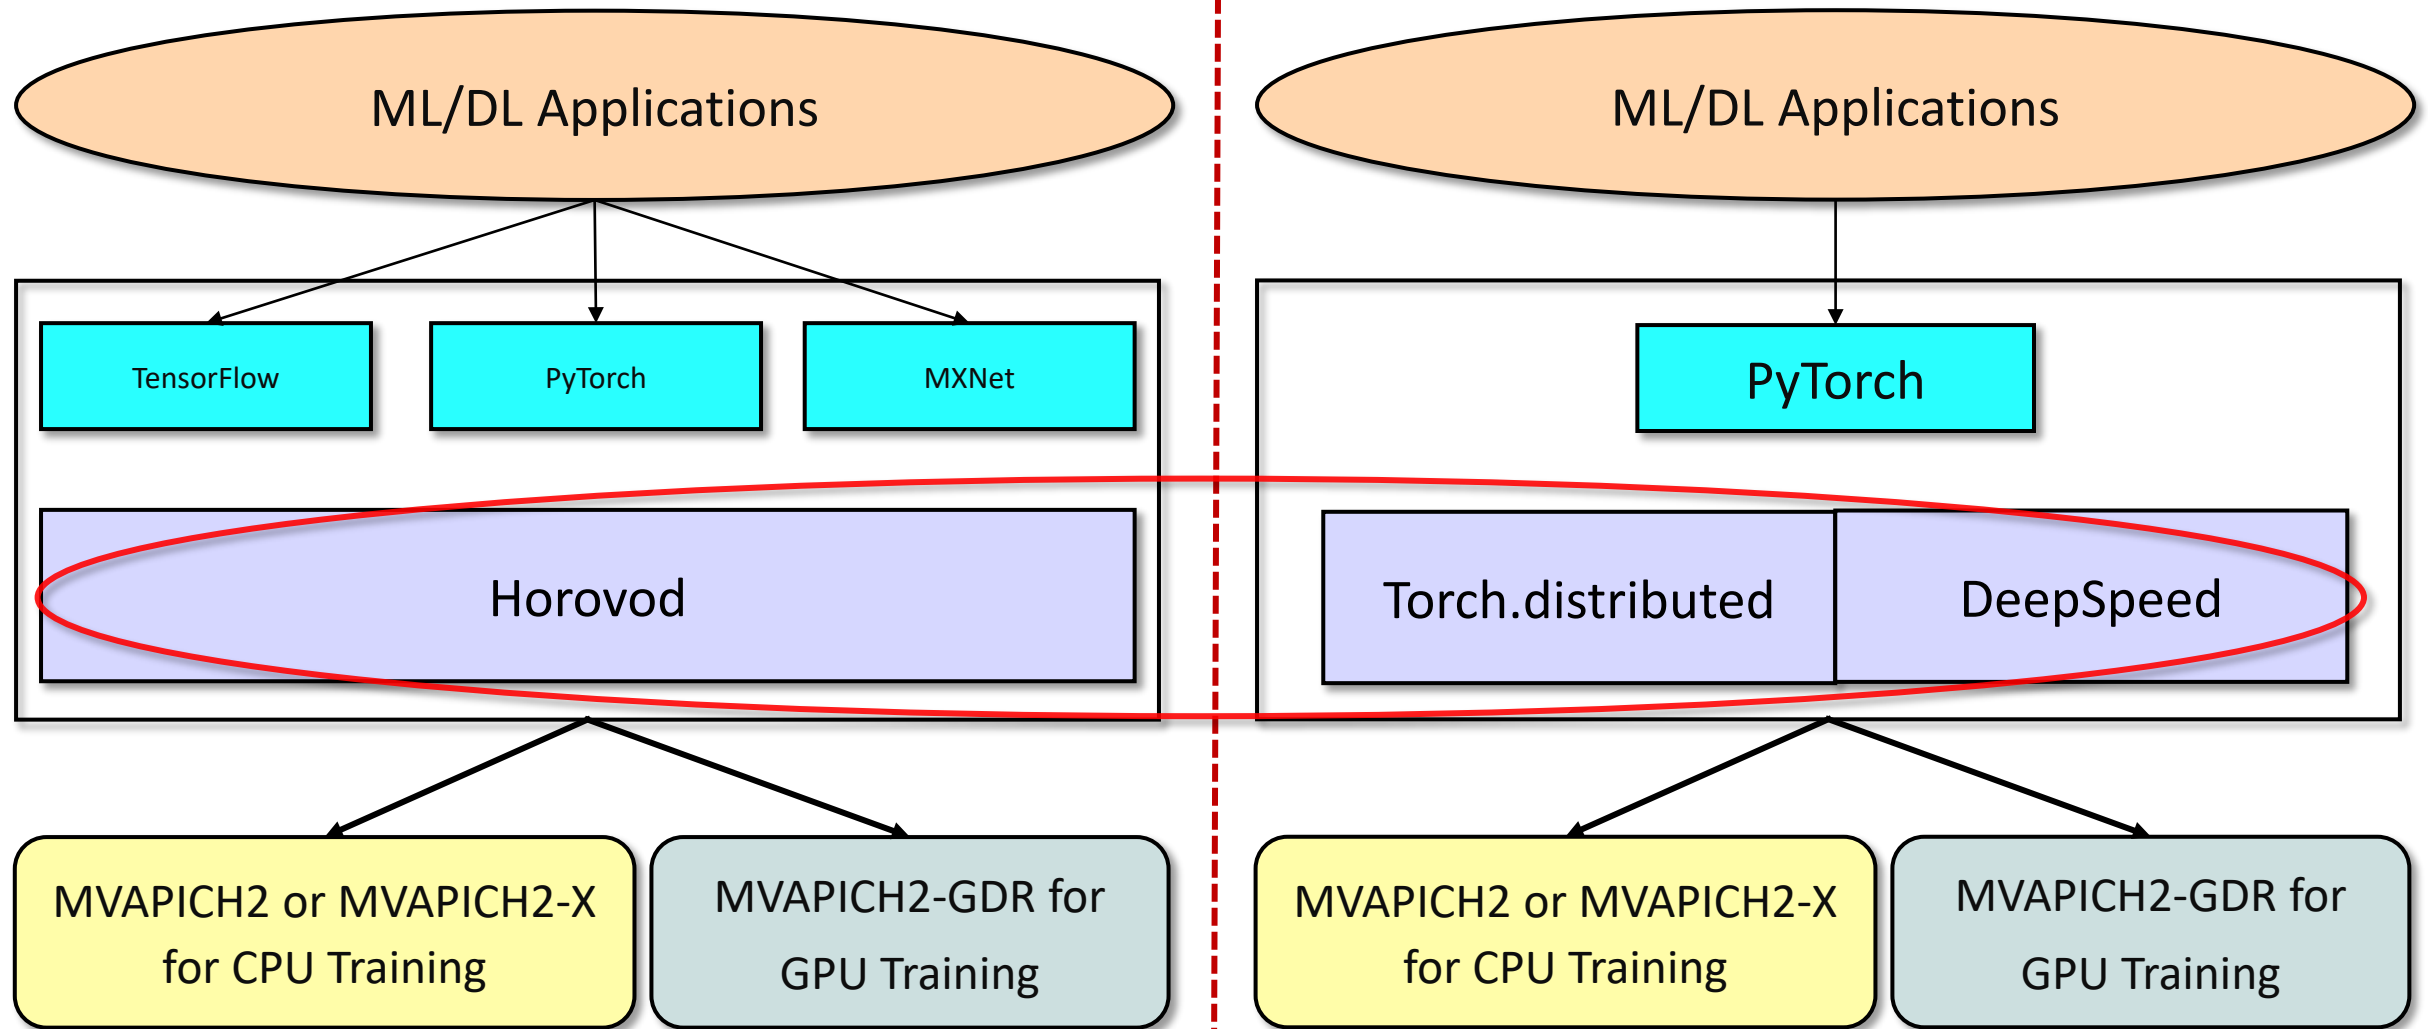 ML/DL Applications
TensorFlow
PyTorch
MXNet
Horovod
MVAPICH2 or MVAPICH2-X
for CPU Training
MVAPICH2-GDR for
GPU Training
ML/DL Applications
PyTorch
Torch.distributed
DeepSpeed
MVAPICH2 or MVAPICH2-X
for CPU Training
MVAPICH2-GDR for
GPU Training